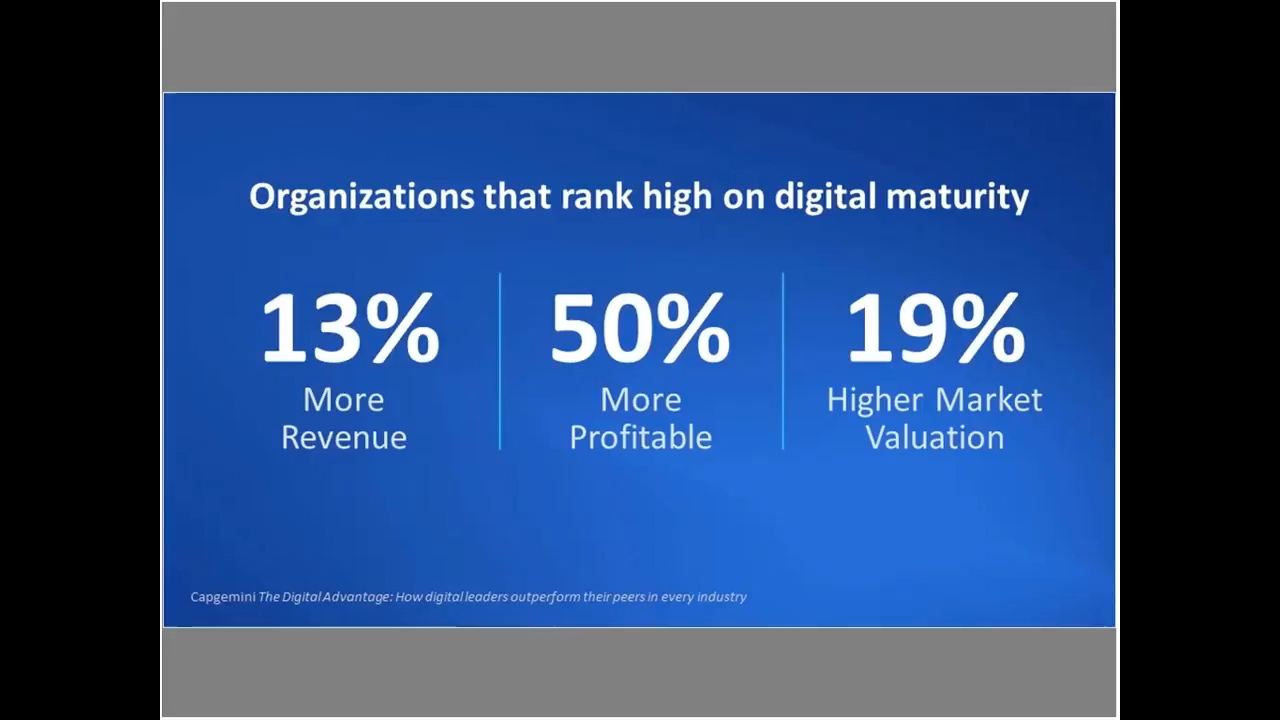 Organizations that rank high on digital maturity
13%
More
Revenue
50%
More
Profitable
19%
Higher Market
Valuation
Capgemini The Digital Advantage: How digital leaders outperform their peers in every industry